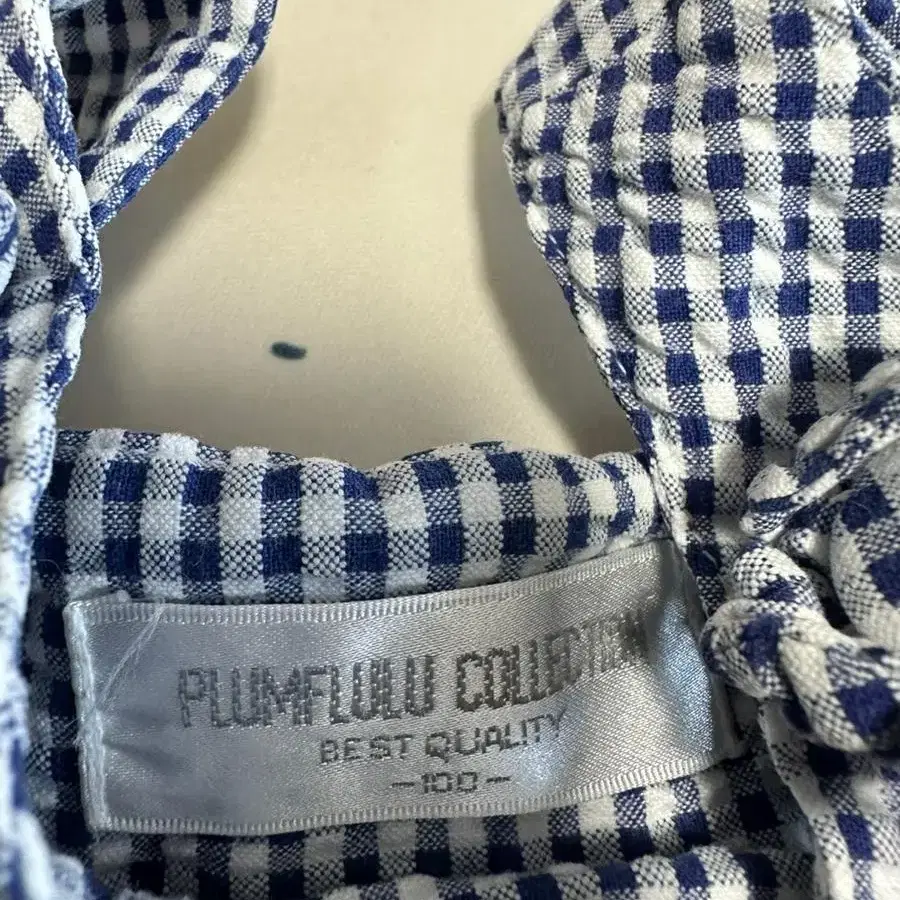 PLUMFLULU COLLECTION
BEST QUALITY
-100-